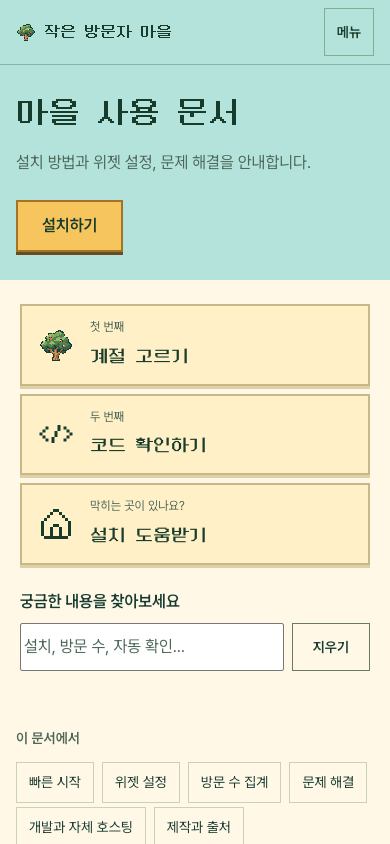 작은 방문자 마을
메뉴
마을 사용 문서
설치 방법과 위젯 설정, 문제 해결을 안내합니다.
설치하기
첫 번째
계절 고르기
두 번째
코드 확인하기
막히는 곳이 있나요?
설치 도움받기
궁금한 내용을 찾아보세요
설치, 방문 수, 자동 확인...
지우기
이 문서에서
빠른 시작
위젯 설정
방문 수 집계
문제 해결
개발과 자체 호스팅
제작과 출처